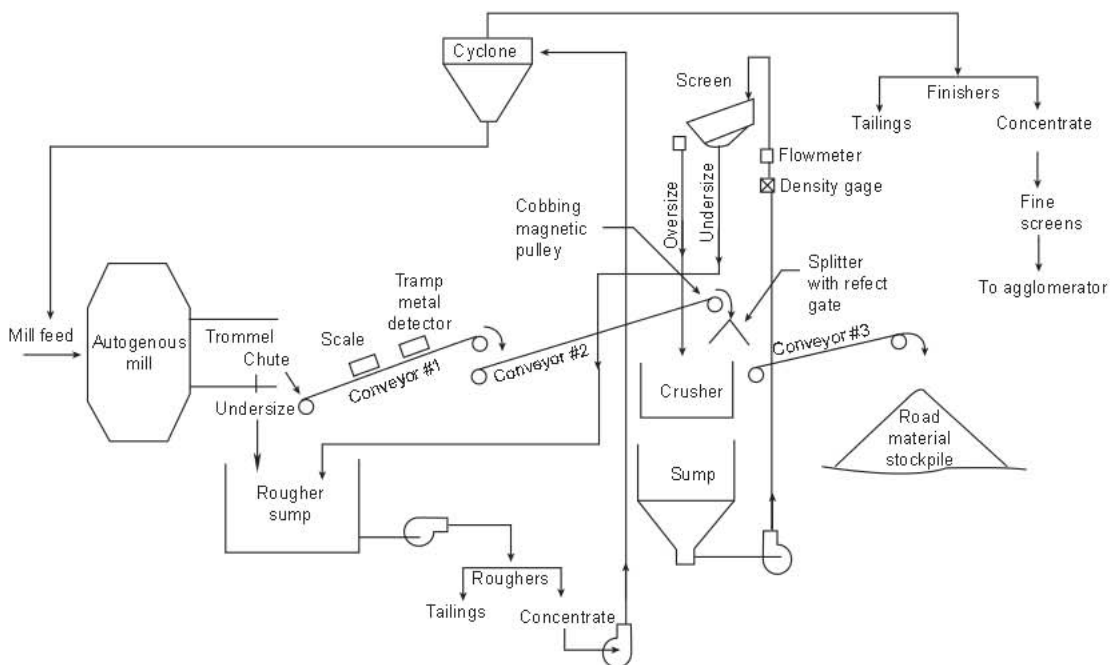 Cyclone
Screen
Finishers
Tailings
Concentrate
Flowmeter
Density gage
Oversize
Undersize
Cobbing
magnetic
pulley
Fine
screens
Splitter
with refect
gate
Tramp
metal
detector
To agglomerator
Mill feed
Autogenous
mill
Trommel
Scale
Chute
Conveyor #1
Conveyor #2
Conveyor #3
Undersize
Crusher
Road
material
stockpile
Rougher
sump
Sump
Roughers
Tailings
Concentrate